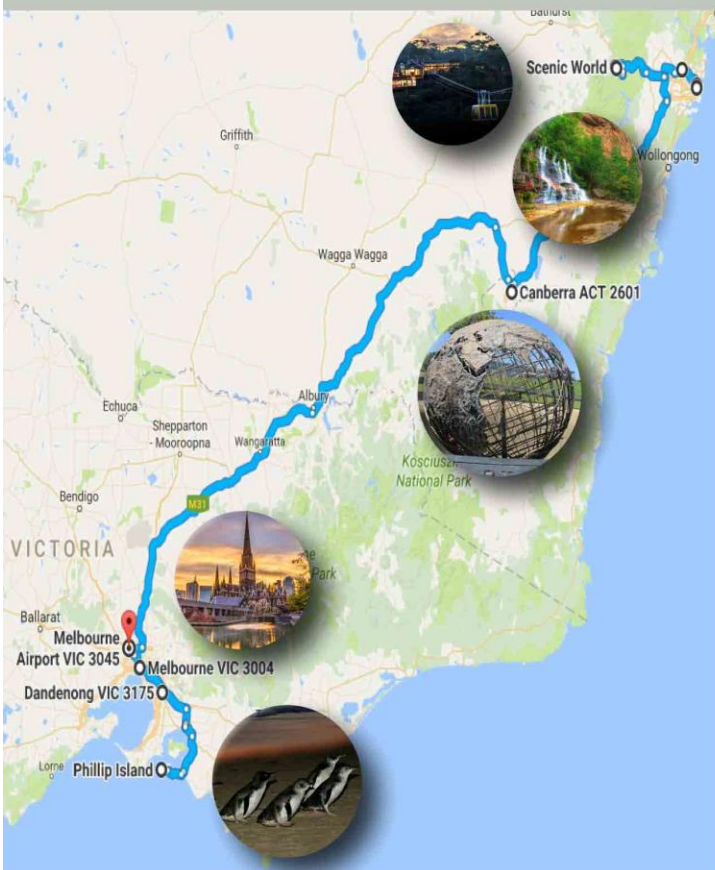 Bathurst
Scenic World
Griffith
Wollongong
Wagga Wagga
Canberra ACT 2601
Albury
Echuca
Shepparton
- Mooroopna
Wangaratta
National Park
Bendigo
M31
VICTORIA
ne
Park
Ballarat
Melbourne
Airport VIC 3045
Melbourne VIC 3004
Dandenong VIC 3175
Lorne
Phillip Island